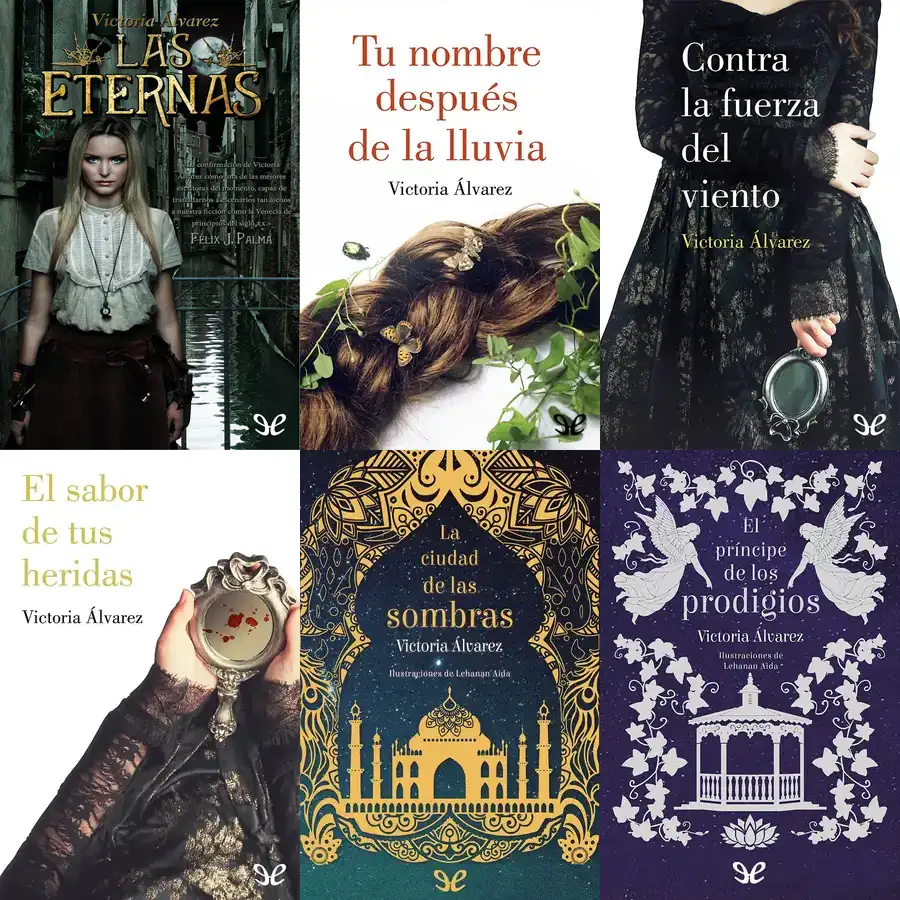 Victoria Álvarez
LAS
ETERNAS
confirmación de Victoria
Álvarez como una de las mejores
escritoras del momento, capaz de
trasladarnos a escenarios tan ajenos
a nuestra ficción como la Venecia de
principios del siglo XX.»
FÉLIX J. PALMA
Tu nombre
después
de la lluvia
Victoria Álvarez
Contra
la fuerza
del
viento
Victoria Álvarez
El sabor
de tus
heridas
Victoria Álvarez
La
ciudad
de las
sombras
Victoria Álvarez
Ilustraciones de Lehanan Aida
El
príncipe
de los
prodigios
Victoria Álvarez
Ilustraciones de
Lehanan Aida